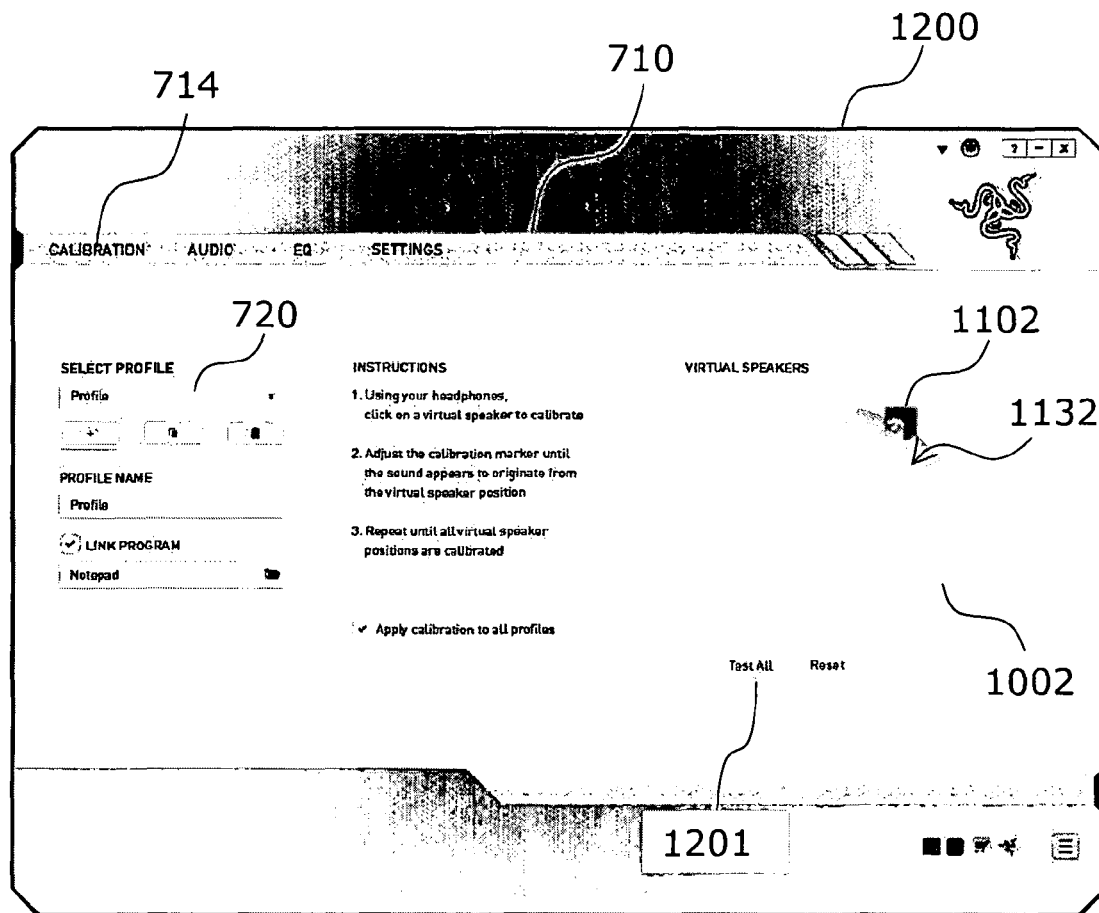 1200
710
714
? - X
CALIBRATION AUDIO EQ SETTINGS
720
1102
SELECT PROFILE
INSTRUCTIONS
VIRTUAL SPEAKERS
Profile
1. Using your headphones,
click on a virtual speaker to calibrate
1132
2. Adjust the calibration marker until
the sound appears to originate from
the virtual speaker position
PROFILE NAME
Profile
3. Repeat until all virtual speaker
positions are calibrated
LINK PROGRAM
Notepad
Apply calibration to all profiles
Test All Reset
1002
1201